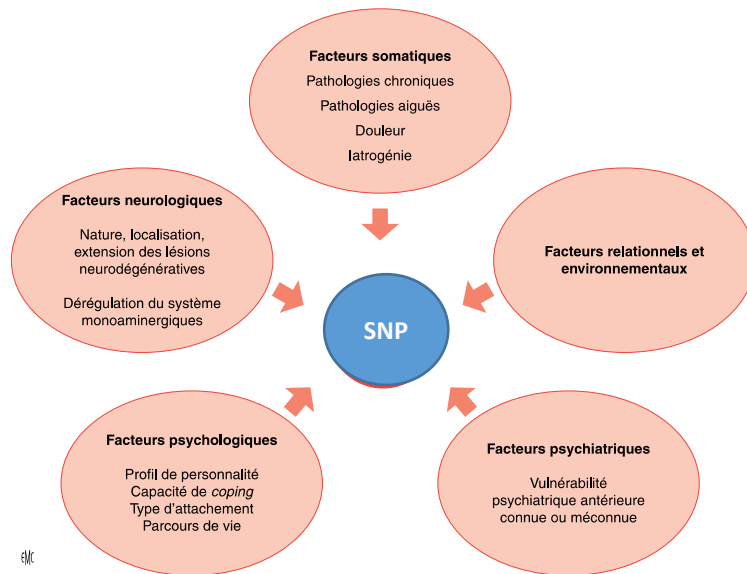 Facteurs somatiques
Pathologies chroniques
Pathologies aiguës
Douleur
Iatrogénie
Facteurs neurologiques
Nature, localisation,
extension des lésions
neurodégénératives
Dérégulation du système
monoaminergiques
Facteurs relationnels et
environnementaux
SNP
Facteurs psychologiques
Profil de personnalité
Capacité de coping
Type d'attachement
Parcours de vie
Facteurs psychiatriques
Vulnérabilité
psychiatrique antérieure
connue ou méconnue
EMC